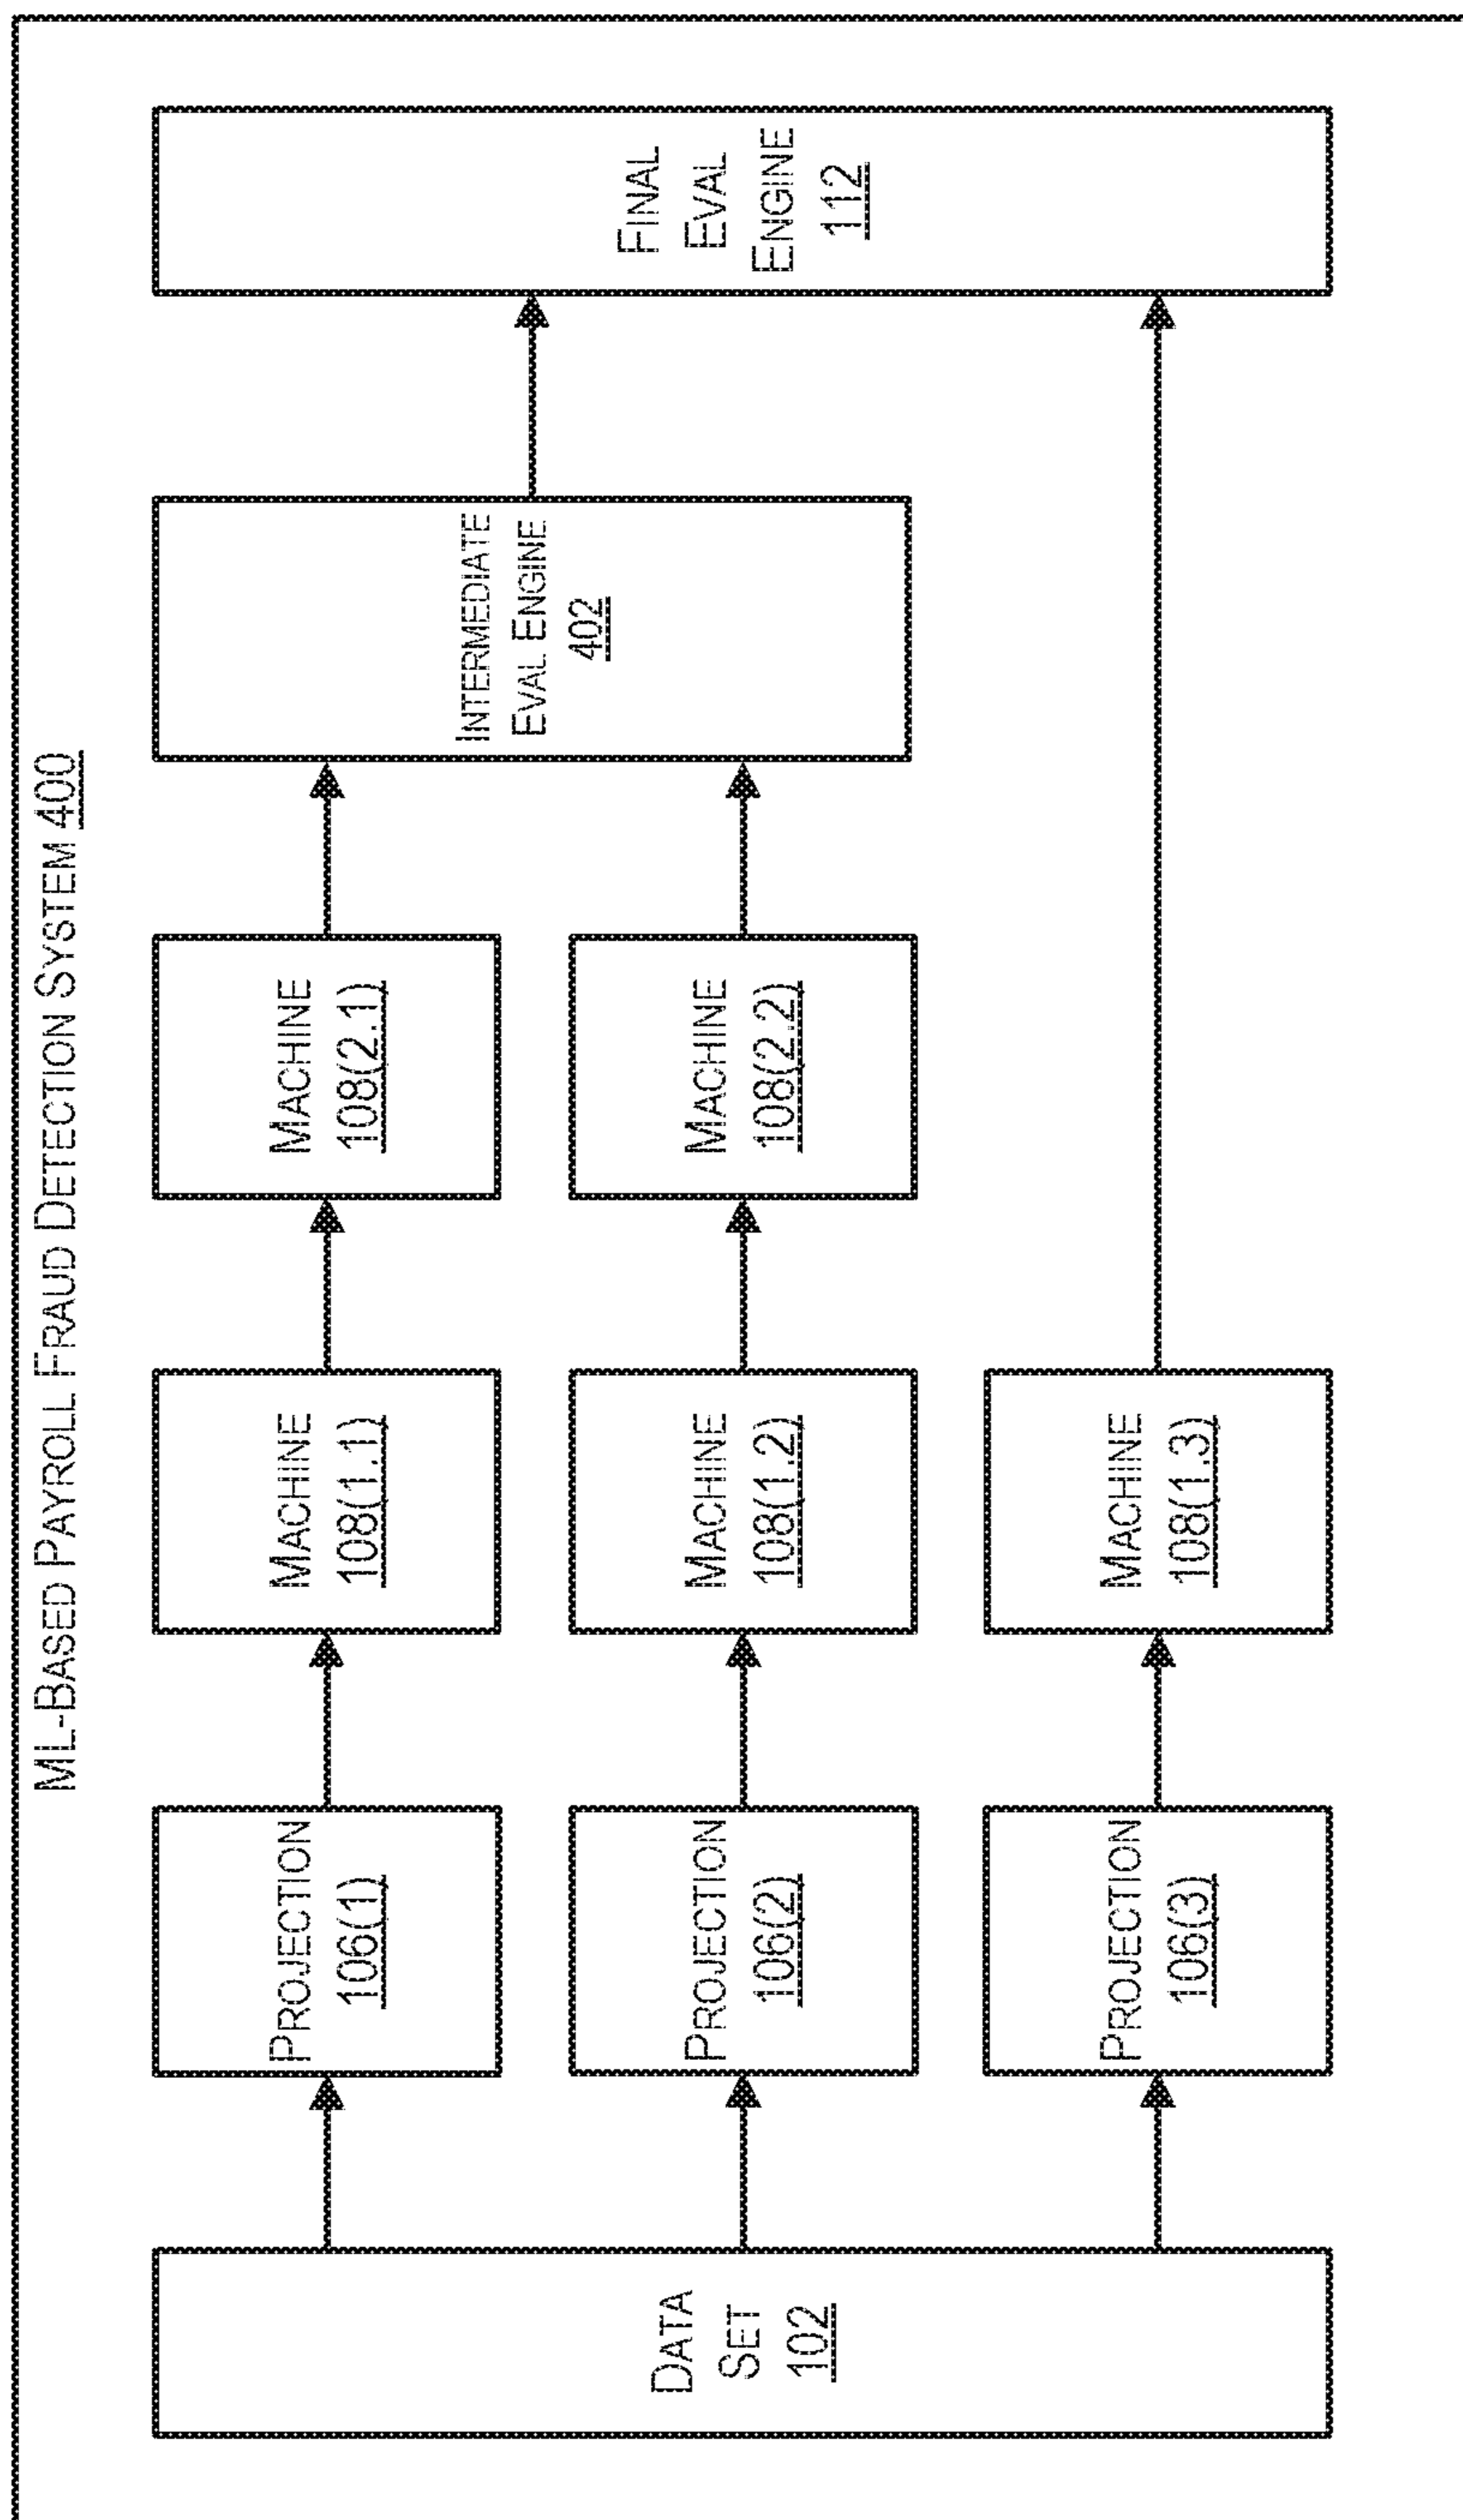 ML-BASED PAYROLL FRAUD DETECTION SYSTEM 400
DATA
SET
102
PROJECTION
106(1)
PROJECTION
106(2)
PROJECTION
106(3)
MACHINE
108(1.1)
MACHINE
108(1.2)
MACHINE
108(1.3)
MACHINE
108(2.1)
MACHINE
108(2.2)
INTERMEDIATE
EVAL ENGINE
402
FINAL
EVAL
ENGINE
112